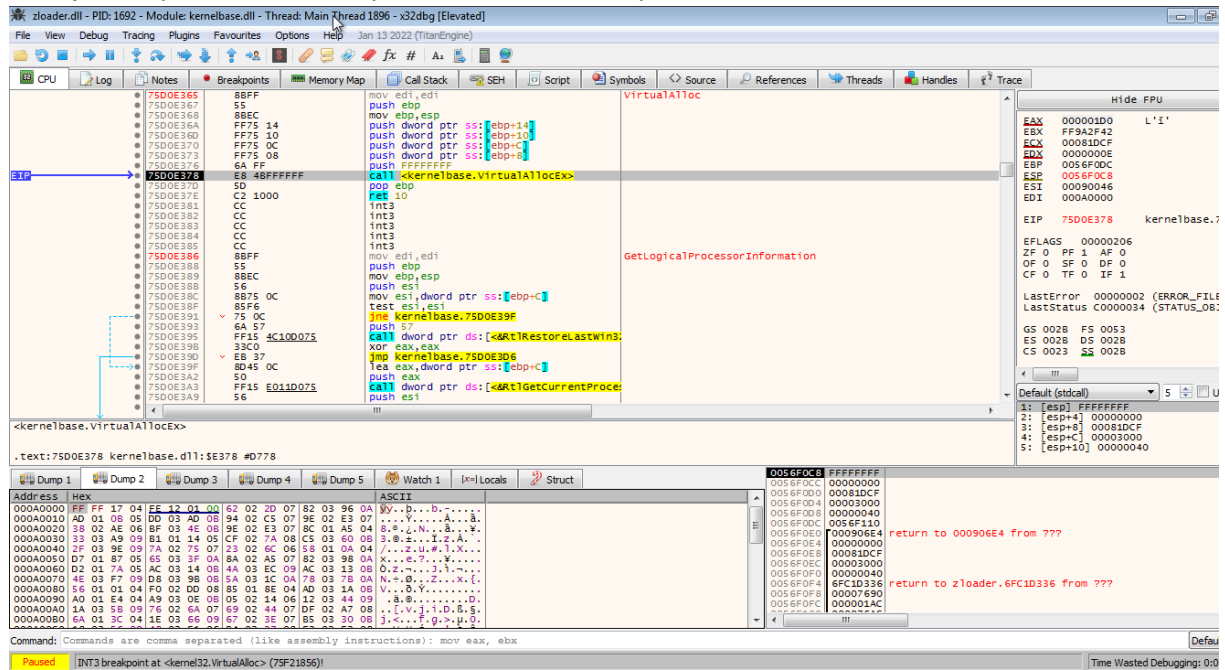 zloader.dll - PID: 1692 - Module: kernelbase.dll - Thread: Main Thread 1896 - x32dbg [Elevated]
File View Debug Tracing Plugins Favourites Options Help Jan 13 2022 (TitanEngine)
CPU Log Notes Breakpoints Memory Map Call Stack SEH Script Symbols Source References Threads Handles Trace
75D0E365 8BFF mov edi,edi VirtualAlloc
75D0E367 55 push ebp
75D0E368 8BEC mov ebp,esp
75D0E36A FF75 14 push dword ptr ss:[ebp+14]
75D0E36D FF75 10 push dword ptr ss:[ebp+10]
75D0E370 FF75 0C push dword ptr ss:[ebp+C]
75D0E373 FF75 08 push dword ptr ss:[ebp+8]
75D0E376 6A FF push FFFFFFFF
EIP 75D0E378 E8 4BFFFFFF call <kernelbase.VirtualAllocEx>
75D0E37D 5D pop ebp
75D0E37E C2 1000 ret 10
75D0E381 CC int3
75D0E382 CC int3
75D0E383 CC int3
75D0E384 CC int3
75D0E385 CC int3
75D0E386 8BFF mov edi,edi GetLogicalProcessorInformation
75D0E388 55 push ebp
75D0E389 8BEC mov ebp,esp
75D0E38B 56 push esi
75D0E38C 8B75 0C mov esi,dword ptr ss:[ebp+C]
75D0E38F 85F6 test esi,esi
75D0E391 75 0C jne kernelbase.75D0E39F
75D0E393 6A 57 push 57
75D0E395 FF15 4C10D075 call dword ptr ds:[<&RtlRestoreLastWin3
75D0E39B 33C0 xor eax,eax
75D0E39D EB 37 jmp kernelbase.75D0E3D6
75D0E39F 8D45 0C lea eax,dword ptr ss:[ebp+C]
75D0E3A2 50 push eax
75D0E3A3 FF15 E011D075 call dword ptr ds:[<&RtlGetCurrentProce
75D0E3A9 56 push esi
Hide FPU
EAX 000001D0 L'ǐ'
EBX FF9A2F42
ECX 00081DCF
EDX 0000000E
EBP 0056F0DC
ESP 0056F0C8
ESI 00090046
EDI 000A0000
EIP 75D0E378 kernelbase.7
EFLAGS 00000206
ZF 0 PF 1 AF 0
OF 0 SF 0 DF 0
CF 0 TF 0 IF 1
LastError 00000002 (ERROR_FILE
LastStatus C0000034 (STATUS_OBJ
GS 002B FS 0053
ES 002B DS 002B
CS 0023 SS 002B
Default (stdcall) 5 U
1: [esp] FFFFFFFF
2: [esp+4] 00000000
3: [esp+8] 00081DCF
4: [esp+C] 00003000
5: [esp+10] 00000040
<kernelbase.VirtualAllocEx>
.text:75D0E378 kernelbase.dll:$E378 #D778
Dump 1 Dump 2 Dump 3 Dump 4 Dump 5 Watch 1 [x=] Locals Struct
Address Hex ASCII
000A0000 FF FF 17 04 FE 12 01 00 62 02 2D 07 82 03 96 0A
000A0010 AD 01 0B 05 DD 03 AD 0B 94 02 C5 07 9E 02 E3 07
000A0020 38 02 AE 06 BF 03 4E 0B 9E 02 E3 07 8C 01 A5 04
000A0030 33 03 A9 09 B1 01 14 05 CF 02 7A 08 C5 03 60 0B
000A0040 2F 03 9E 09 7A 02 75 07 23 02 6C 06 58 01 0A 04
000A0050 D7 01 87 05 65 03 3F 0A 8A 02 A5 07 82 03 98 0A
000A0060 D2 01 7A 05 AC 03 14 0B 4A 03 EC 09 AC 03 13 0B
000A0070 4E 03 F7 09 D8 03 9B 0B 5A 03 1C 0A 78 03 7B 0A
000A0080 56 01 01 04 F0 02 DD 08 85 01 8E 04 AD 03 1A 0B
000A0090 A0 01 E4 04 A9 03 0E 0B 05 02 14 06 12 03 44 09
000A00A0 1A 03 5B 09 76 02 6A 07 69 02 44 07 DF 02 A7 08
000A00B0 6A 01 3C 04 1E 03 66 09 67 02 3E 07 B5 03 30 0B
0056F0C8 FFFFFFFF
0056F0CC 00000000
0056F0D0 00081DCF
0056F0D4 00003000
0056F0D8 00000040
0056F0DC 0056F110
0056F0E0 000906E4 return to 000906E4 from ???
0056F0E4 00000000
0056F0E8 00081DCF
0056F0EC 00003000
0056F0F0 00000040
0056F0F4 6FC1D336 return to zloader.6FC1D336 from ???
0056F0F8 00007690
0056F0FC 000001AC
Command: Commands are comma separated (like assembly instructions): mov eax, ebx Defau
Paused INT3 breakpoint at <kernel32.VirtualAlloc> (75F21856)! Time Wasted Debugging: 0:0